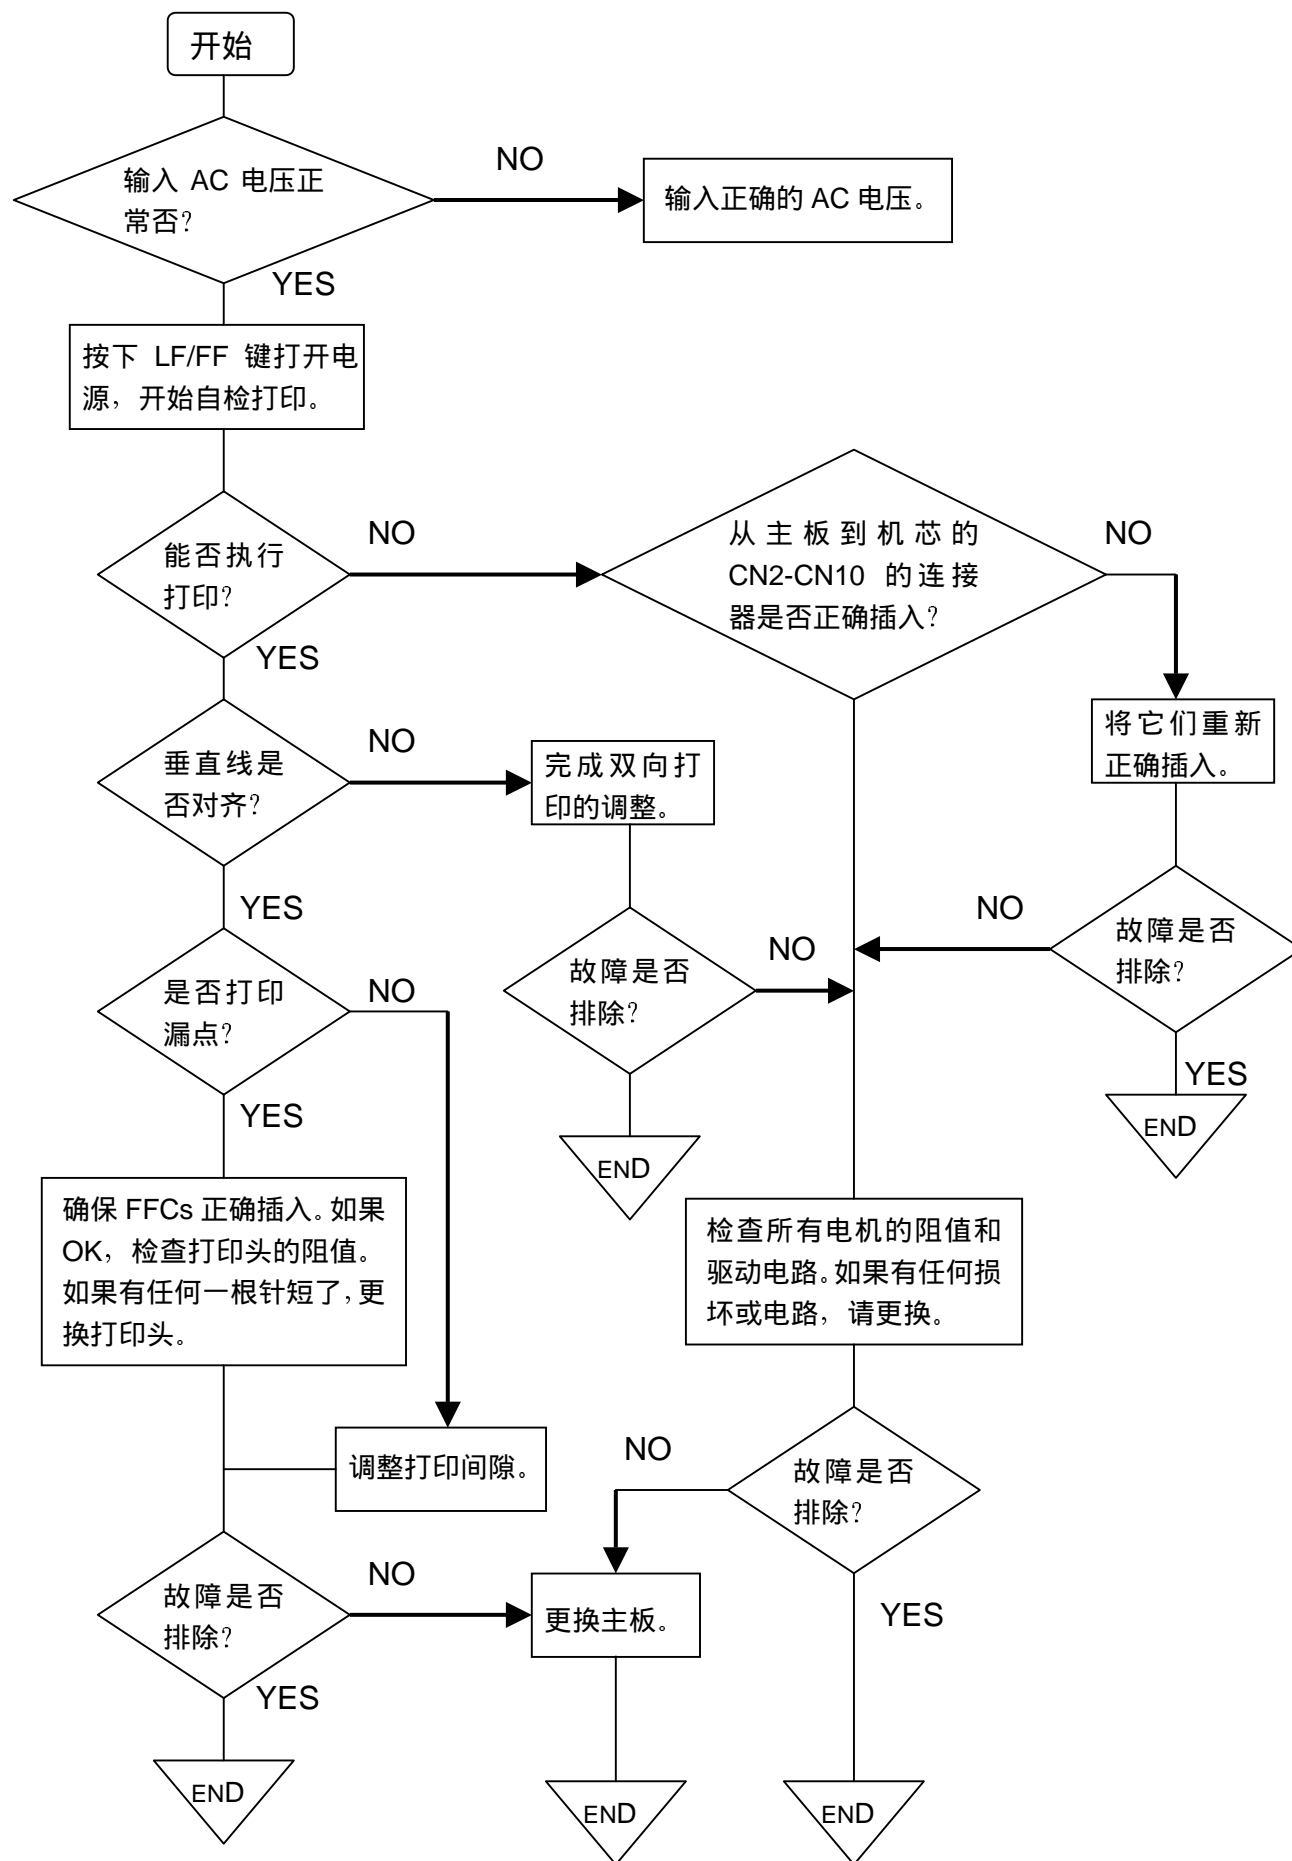 开始
输入 AC 电压正
常否?
NO
输入正确的 AC 电压。
YES
按下 LF/FF 键打开电
源，开始自检打印。
能否执行
打印?
NO
从主板到机芯的
CN2-CN10 的连接
器是否正确插入?
NO
YES
将它们重新
正确插入。
垂直线是
否对齐?
NO
完成双向打
印的调整。
YES
故障是否
排除?
NO
故障是否
排除?
NO
YES
END
是否打印
漏点?
NO
YES
END
确保 FFCs 正确插入。如果
OK，检查打印头的阻值。
如果有任何一根针短了，更
换打印头。
检查所有电机的阻值和
驱动电路。如果有任何损
坏或电路，请更换。
调整打印间隙。
NO
故障是否
排除?
YES
故障是否
排除?
NO
更换主板。
YES
END
END
END